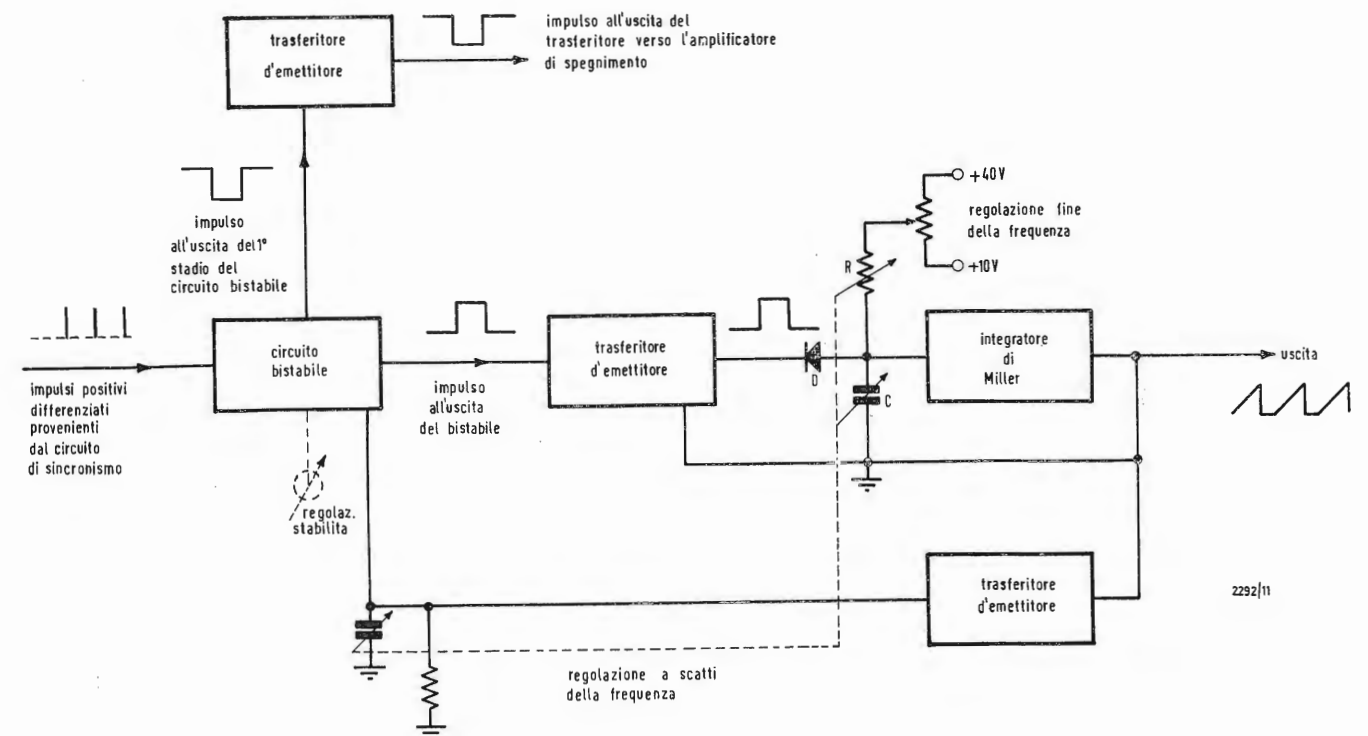 trasferitore
d'emettitore
impulso all'uscita del
trasferitore verso l'amplificatore
di spegnimento
impulso
all'uscita del 1°
stadio del
circuito bistabile
+40V
regolazione fine
della frequenza
+10V
R
impulsi positivi
differenziati
provenienti
dal circuito
di sincronismo
circuito
bistabile
impulso
all'uscita
del bistabile
trasferitore
d'emettitore
D
C
integratore
di
Miller
uscita
regolaz.
stabilita
trasferitore
d'emettitore
2292/11
regolazione a scatti
della frequenza